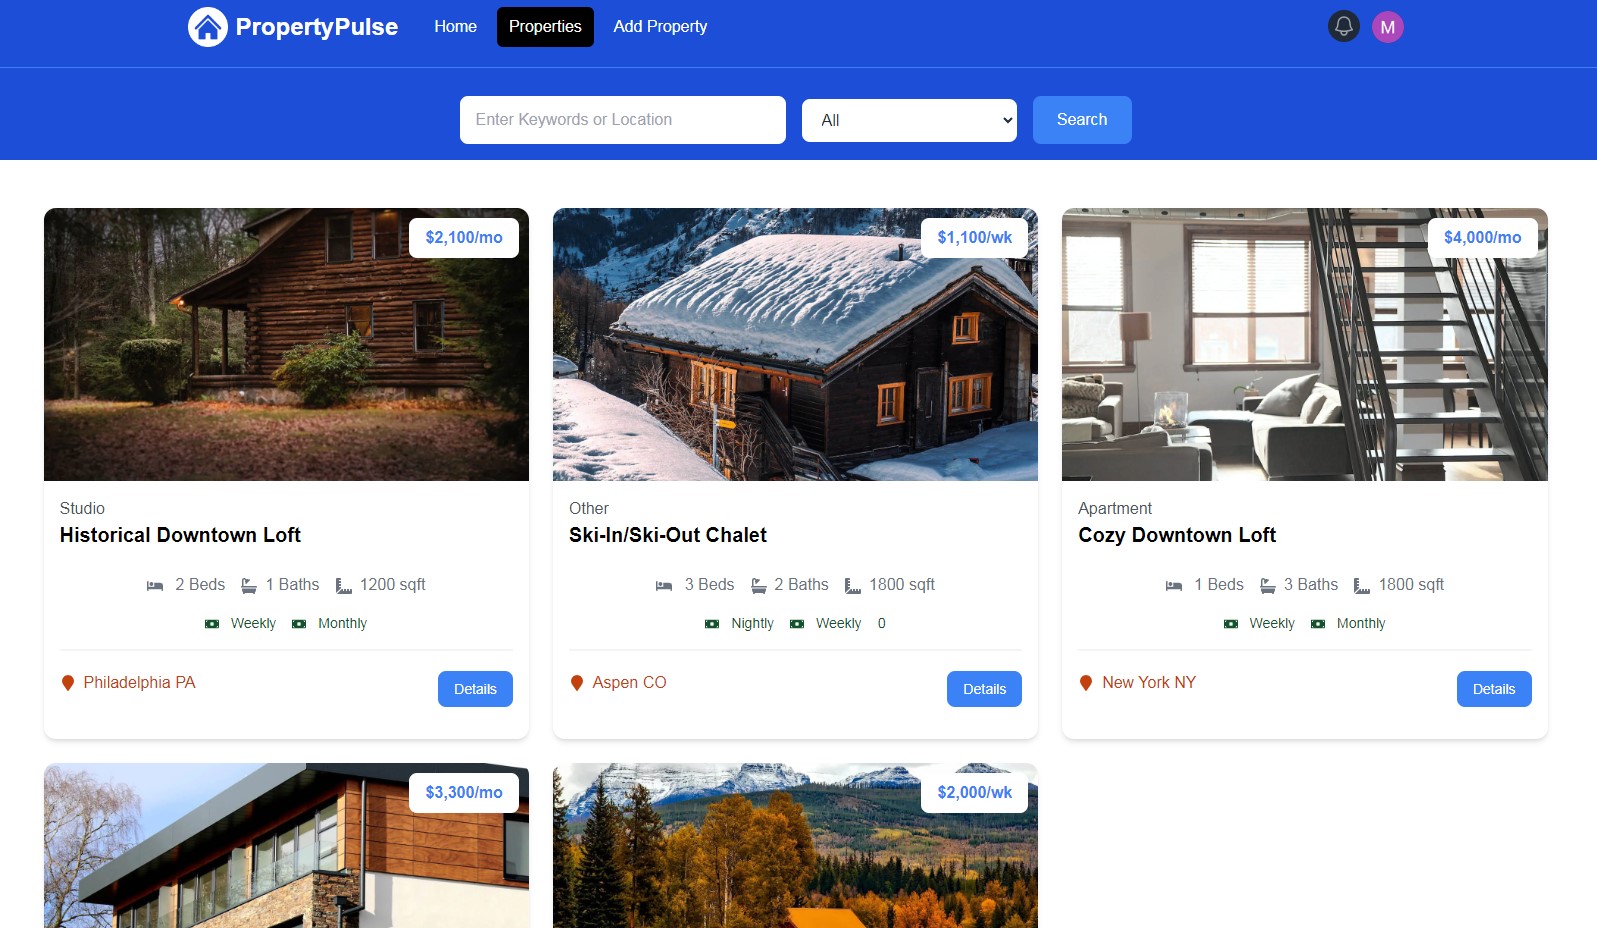 PropertyPulse
Home
Properties
Add Property
M
Enter Keywords or Location
All
Search
$2,100/mo
Studio
Historical Downtown Loft
2 Beds 1 Baths 1200 sqft
Weekly Monthly
Philadelphia PA
Details
$1,100/wk
Other
Ski-In/Ski-Out Chalet
3 Beds 2 Baths 1800 sqft
Nightly Weekly 0
Aspen CO
Details
$4,000/mo
Apartment
Cozy Downtown Loft
1 Beds 3 Baths 1800 sqft
Weekly Monthly
New York NY
Details
$3,300/mo
$2,000/wk